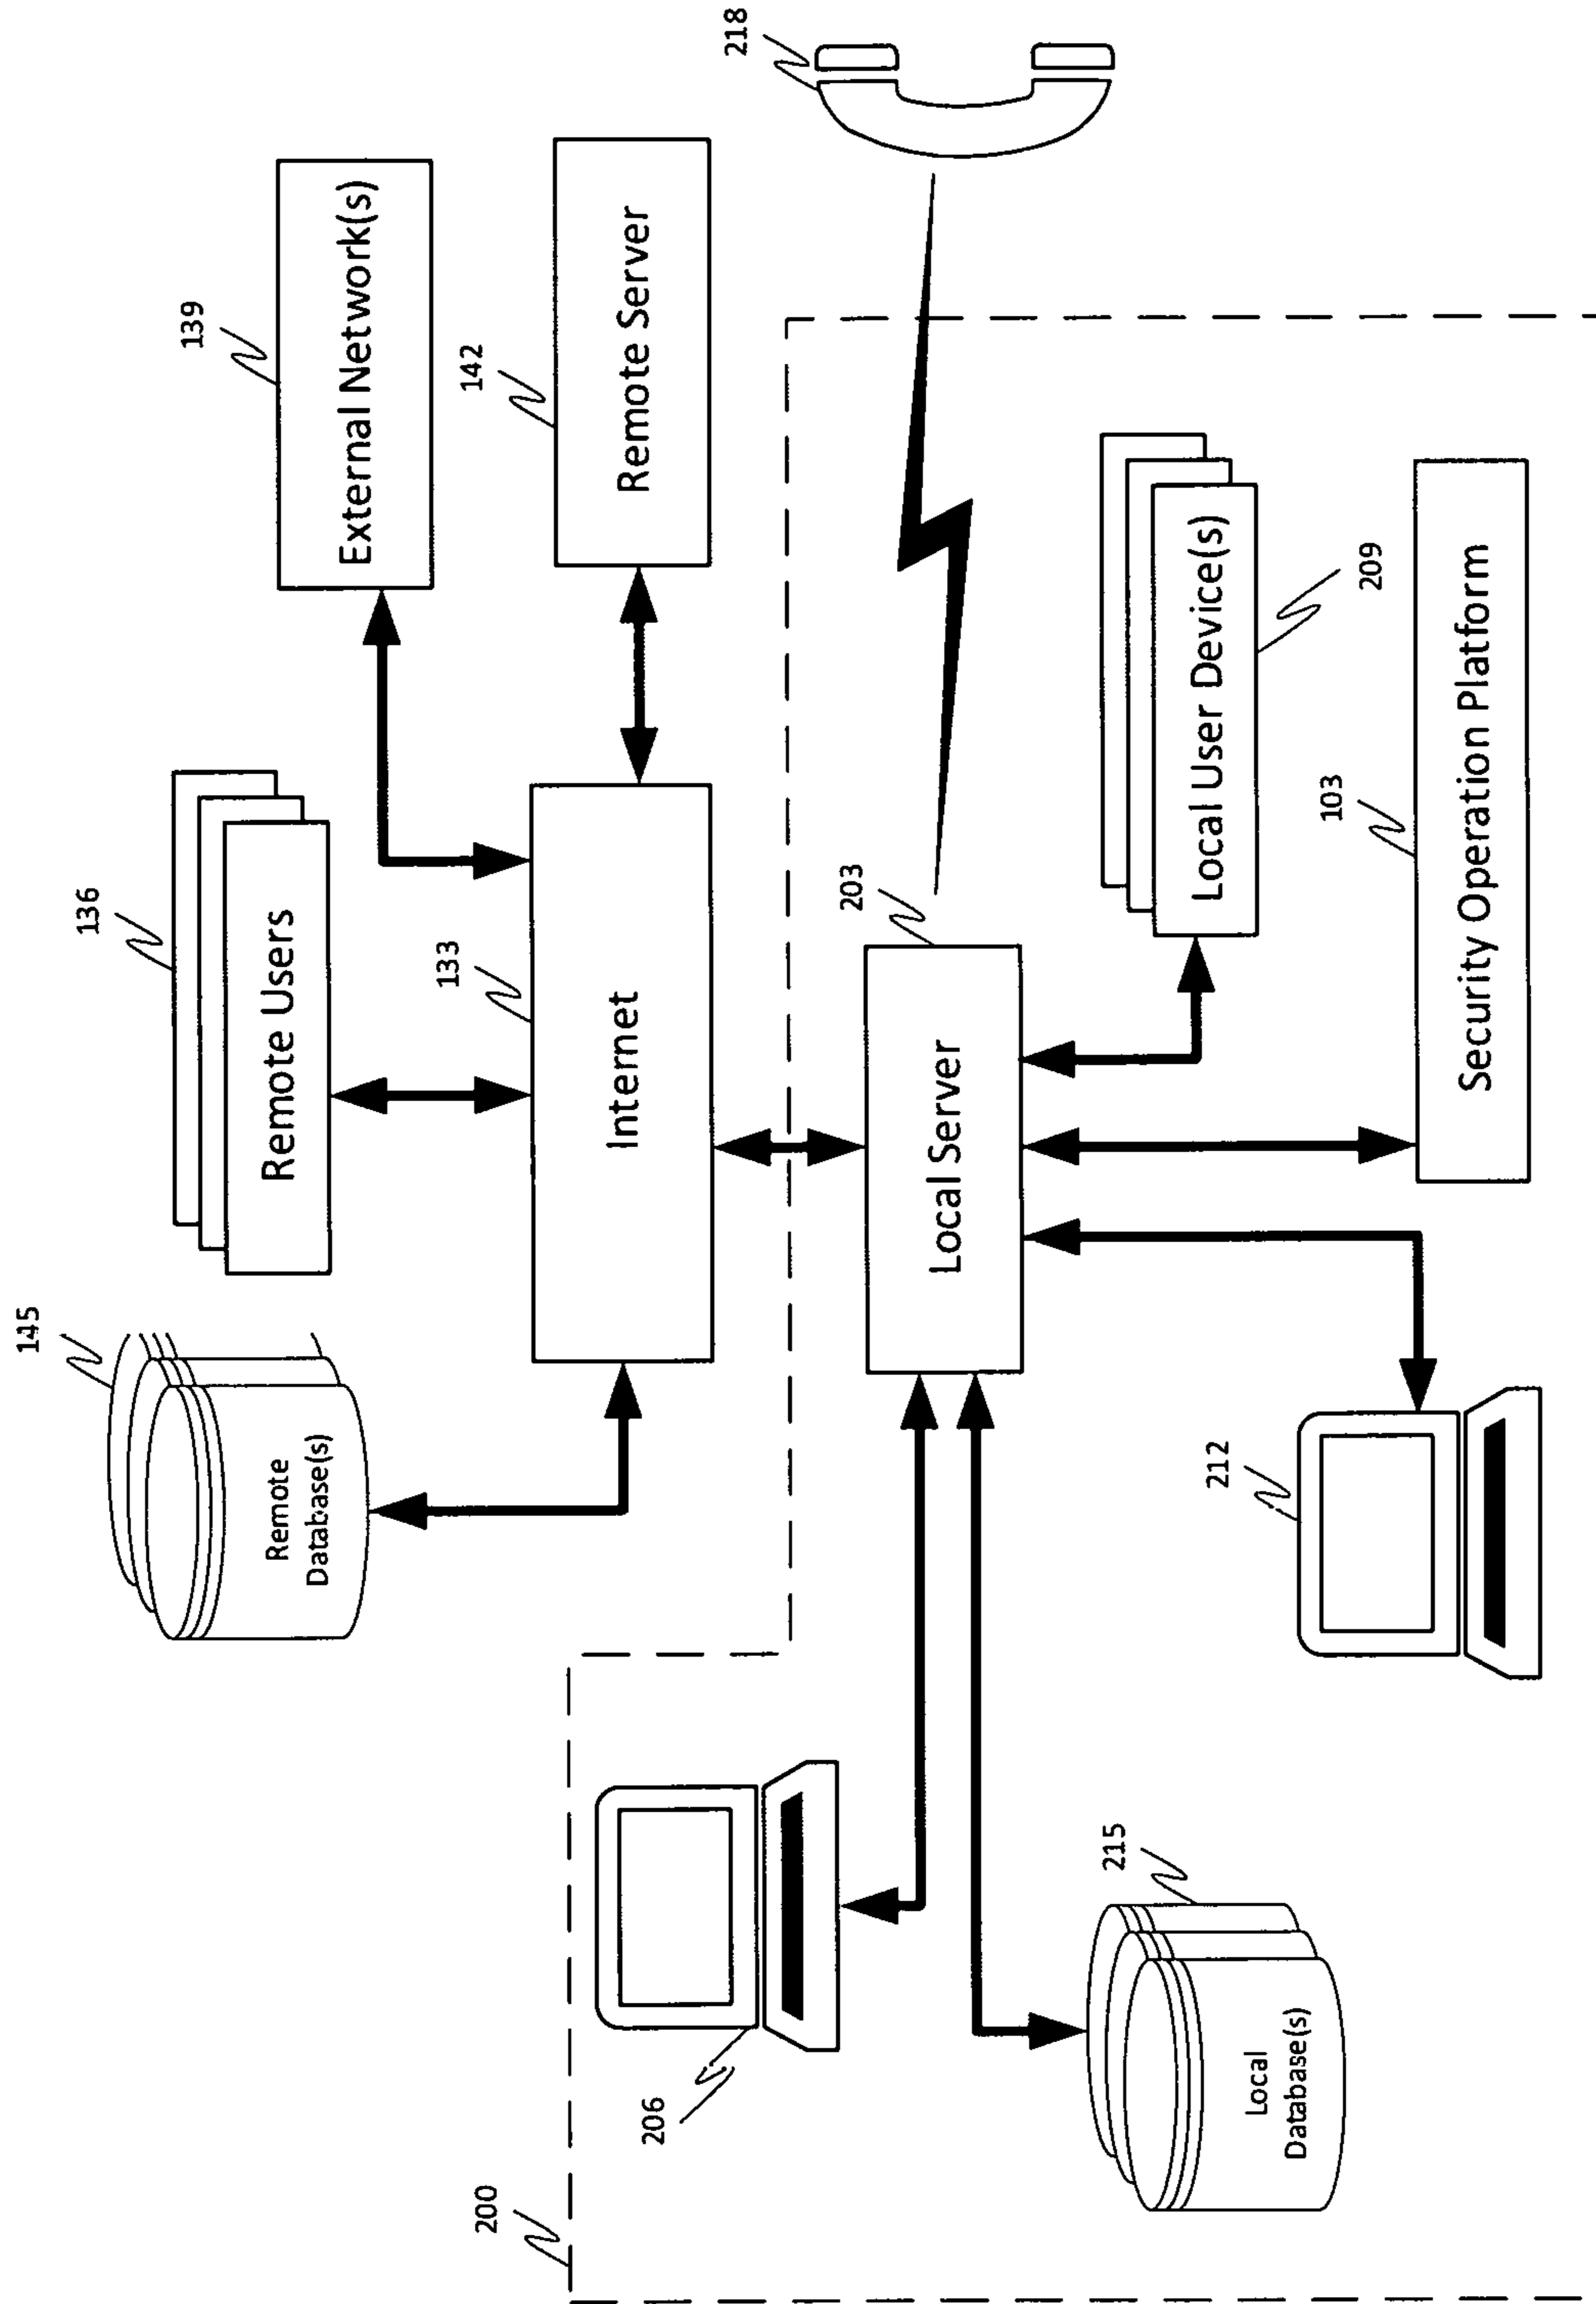 145
Remote
Database(s)
136
Remote Users
139
External Network(s)
133
Internet
142
Remote Server
200
206
203
Local Server
218
215
Local
Database(s)
212
209
Local User Device(s)
103
Security Operation Platform